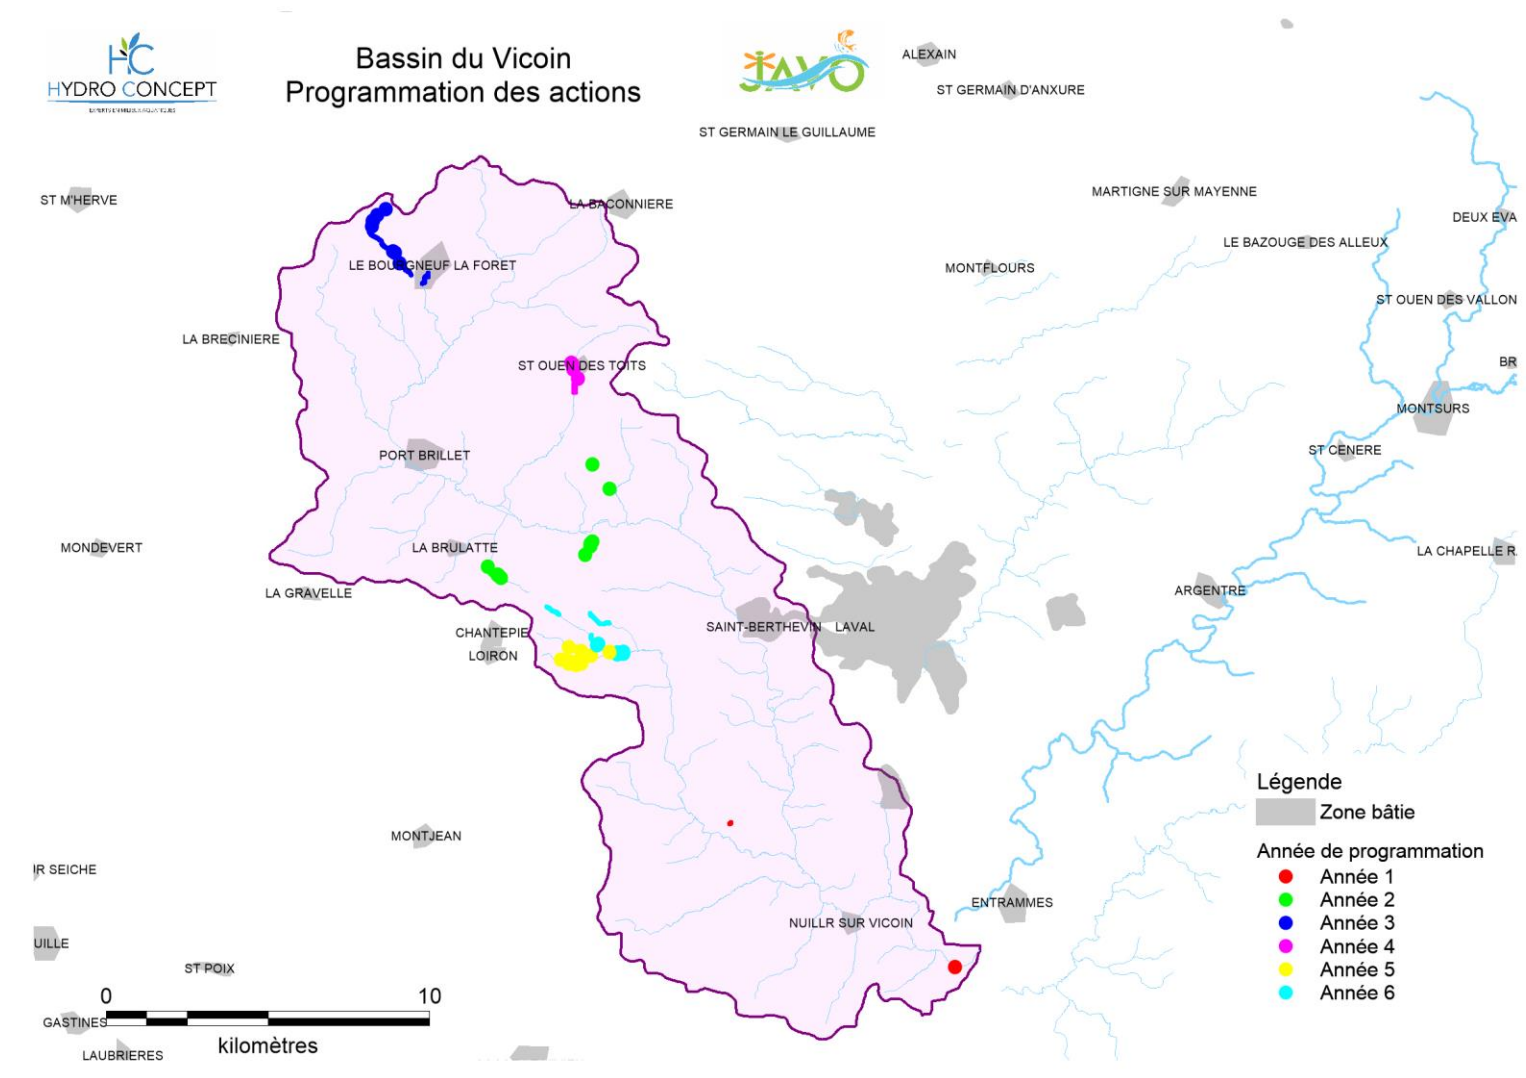 HC
HYDRO CONCEPT
Bassin du Vicoin
Programmation des actions
JAVO
ALEXAIN
ST GERMAIN D'ANXURE
ST GERMAIN LE GUILLAUME
ST M'HERVE
LA BACONNIERE
MARTIGNE SUR MAYENNE
DEUX EVA
LE BAZOUGE DES ALLEUX
LE BOURGNEUF LA FORET
MONTFLOURS
ST OUEN DES VALLON
LA BRECINIERE
ST OUEN DES TOITS
BR
MONTSURS
PORT BRILLET
ST CENERE
MONDEVERT
LA BRULATTE
LA CHAPELLE R
LA GRAVELLE
ARGENTRE
CHANTEPIE
SAINT-BERTHEVIN
LAVAL
LOIRON
MONTJEAN
IR SEICHE
ENTRAMMES
NUILLR SUR VICOIN
UILLE
ST POIX
GASTINES
LAUBRIERES
0 10
kilomètres
Légende
Zone bâtie
Année de programmation
Année 1
Année 2
Année 3
Année 4
Année 5
Année 6